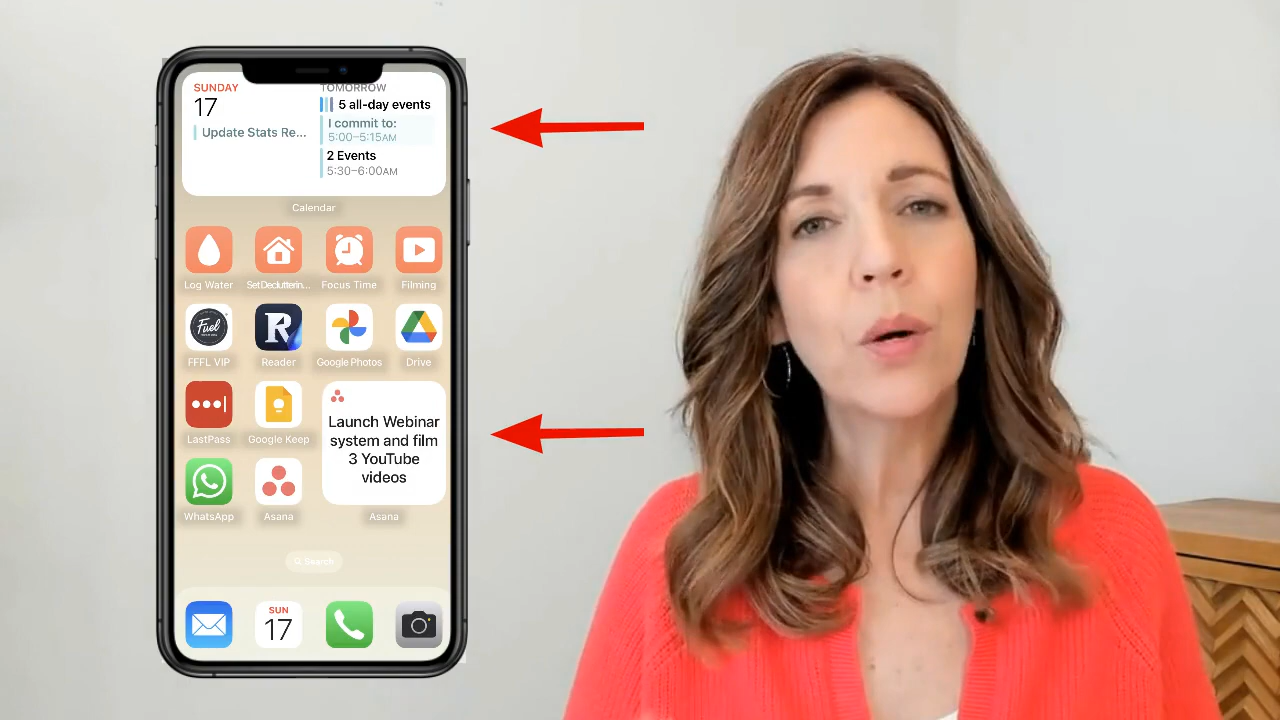 SUNDAY
17
Update Stats Re...
TOMORROW
5 all-day events
I commit to:
5:00–5:15AM
2 Events
5:30–6:00AM
Calendar
Log Water
Set Declutterin...
Focus Time
Filming
Fuel
R
FFFL VIP
Reader
Google Photos
Drive
LastPass
Google Keep
Launch Webinar
system and film
3 YouTube
videos
WhatsApp
Asana
Asana
Search
SUN
17